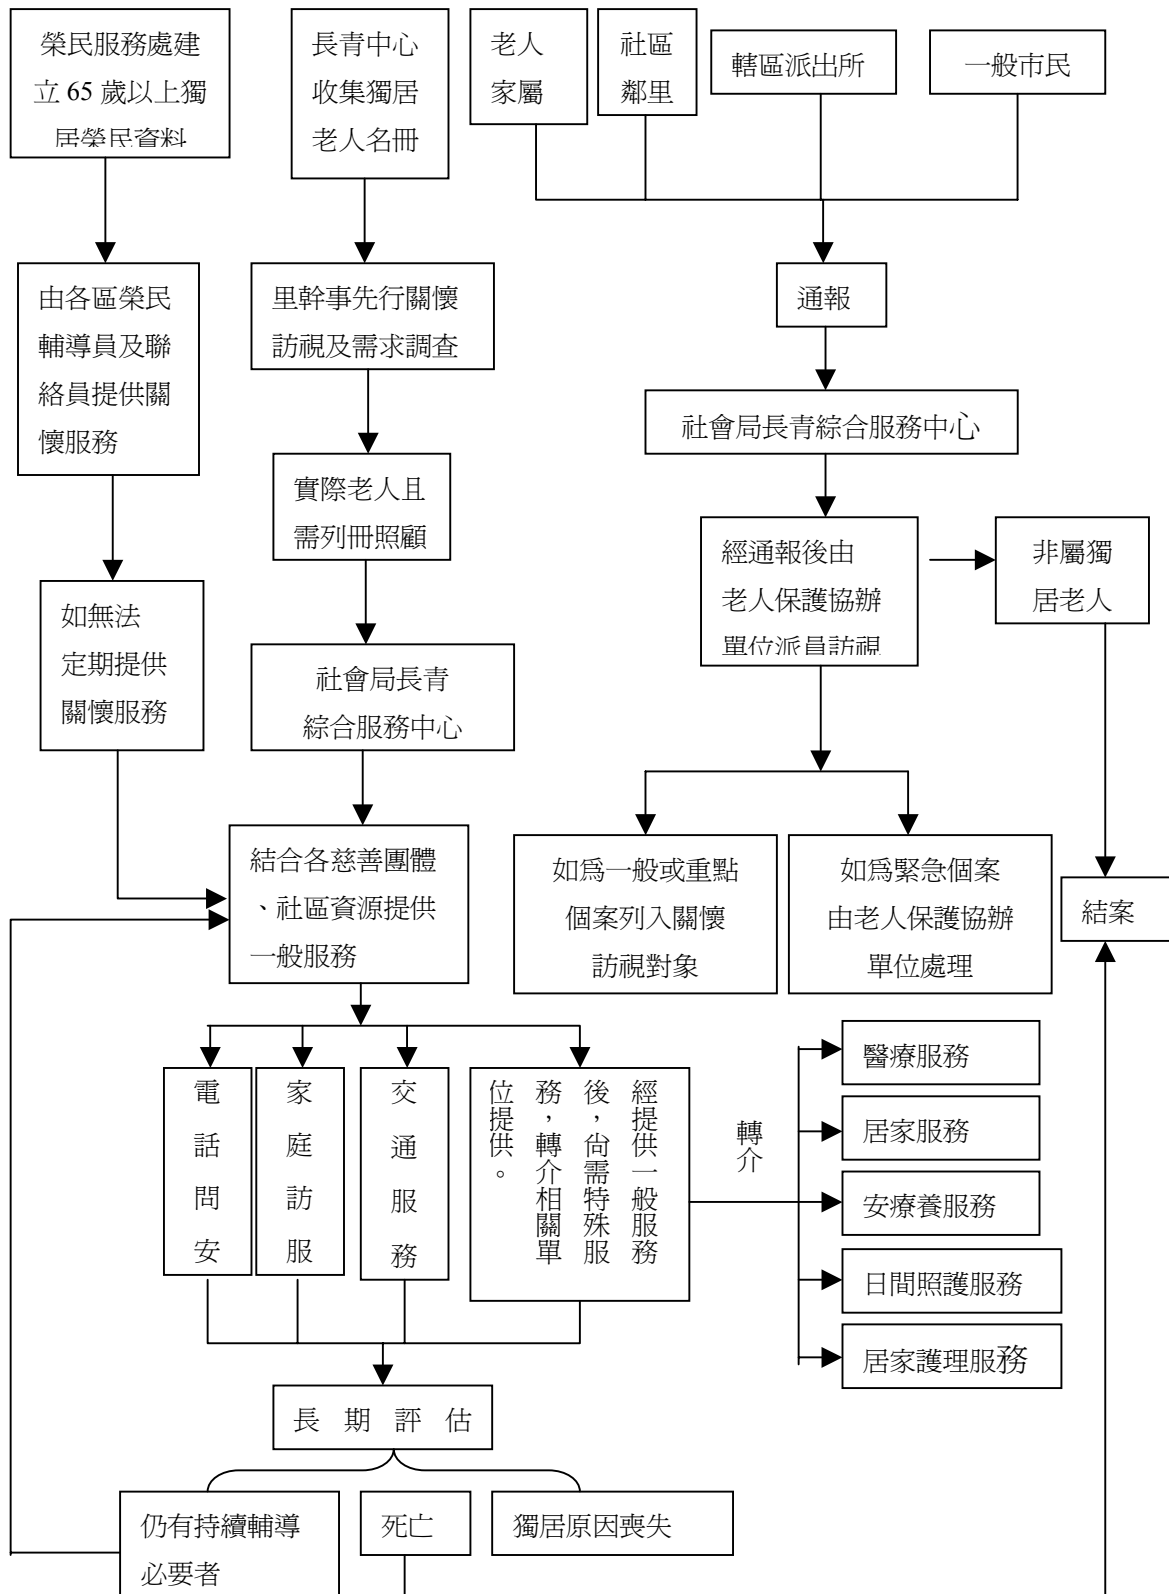 榮民服務處建
立 65 歲以上獨
居榮民資料
長青中心
收集獨居
老人名冊
老人
家屬
社區
鄰里
轄區派出所
一般市民
由各區榮民
輔導員及聯
絡員提供關
懷服務
里幹事先行關懷
訪視及需求調查
通報
社會局長青綜合服務中心
實際老人且
需列冊照顧
經通報後由
老人保護協辦
單位派員訪視
非屬獨
居老人
如無法
定期提供
關懷服務
社會局長青
綜合服務中心
結合各慈善團體
、社區資源提供
一般服務
如為一般或重點
個案列入關懷
訪視對象
如為緊急個案
由老人保護協辦
單位處理
結案
電話問安
家庭訪服
交通服務
經提供一般服務
後，尚需特殊服
務，轉介相關單
位提供。
轉介
醫療服務
居家服務
安療養服務
日間照護服務
居家護理服務
長期評估
仍有持續輔導
必要者
死亡
獨居原因喪失